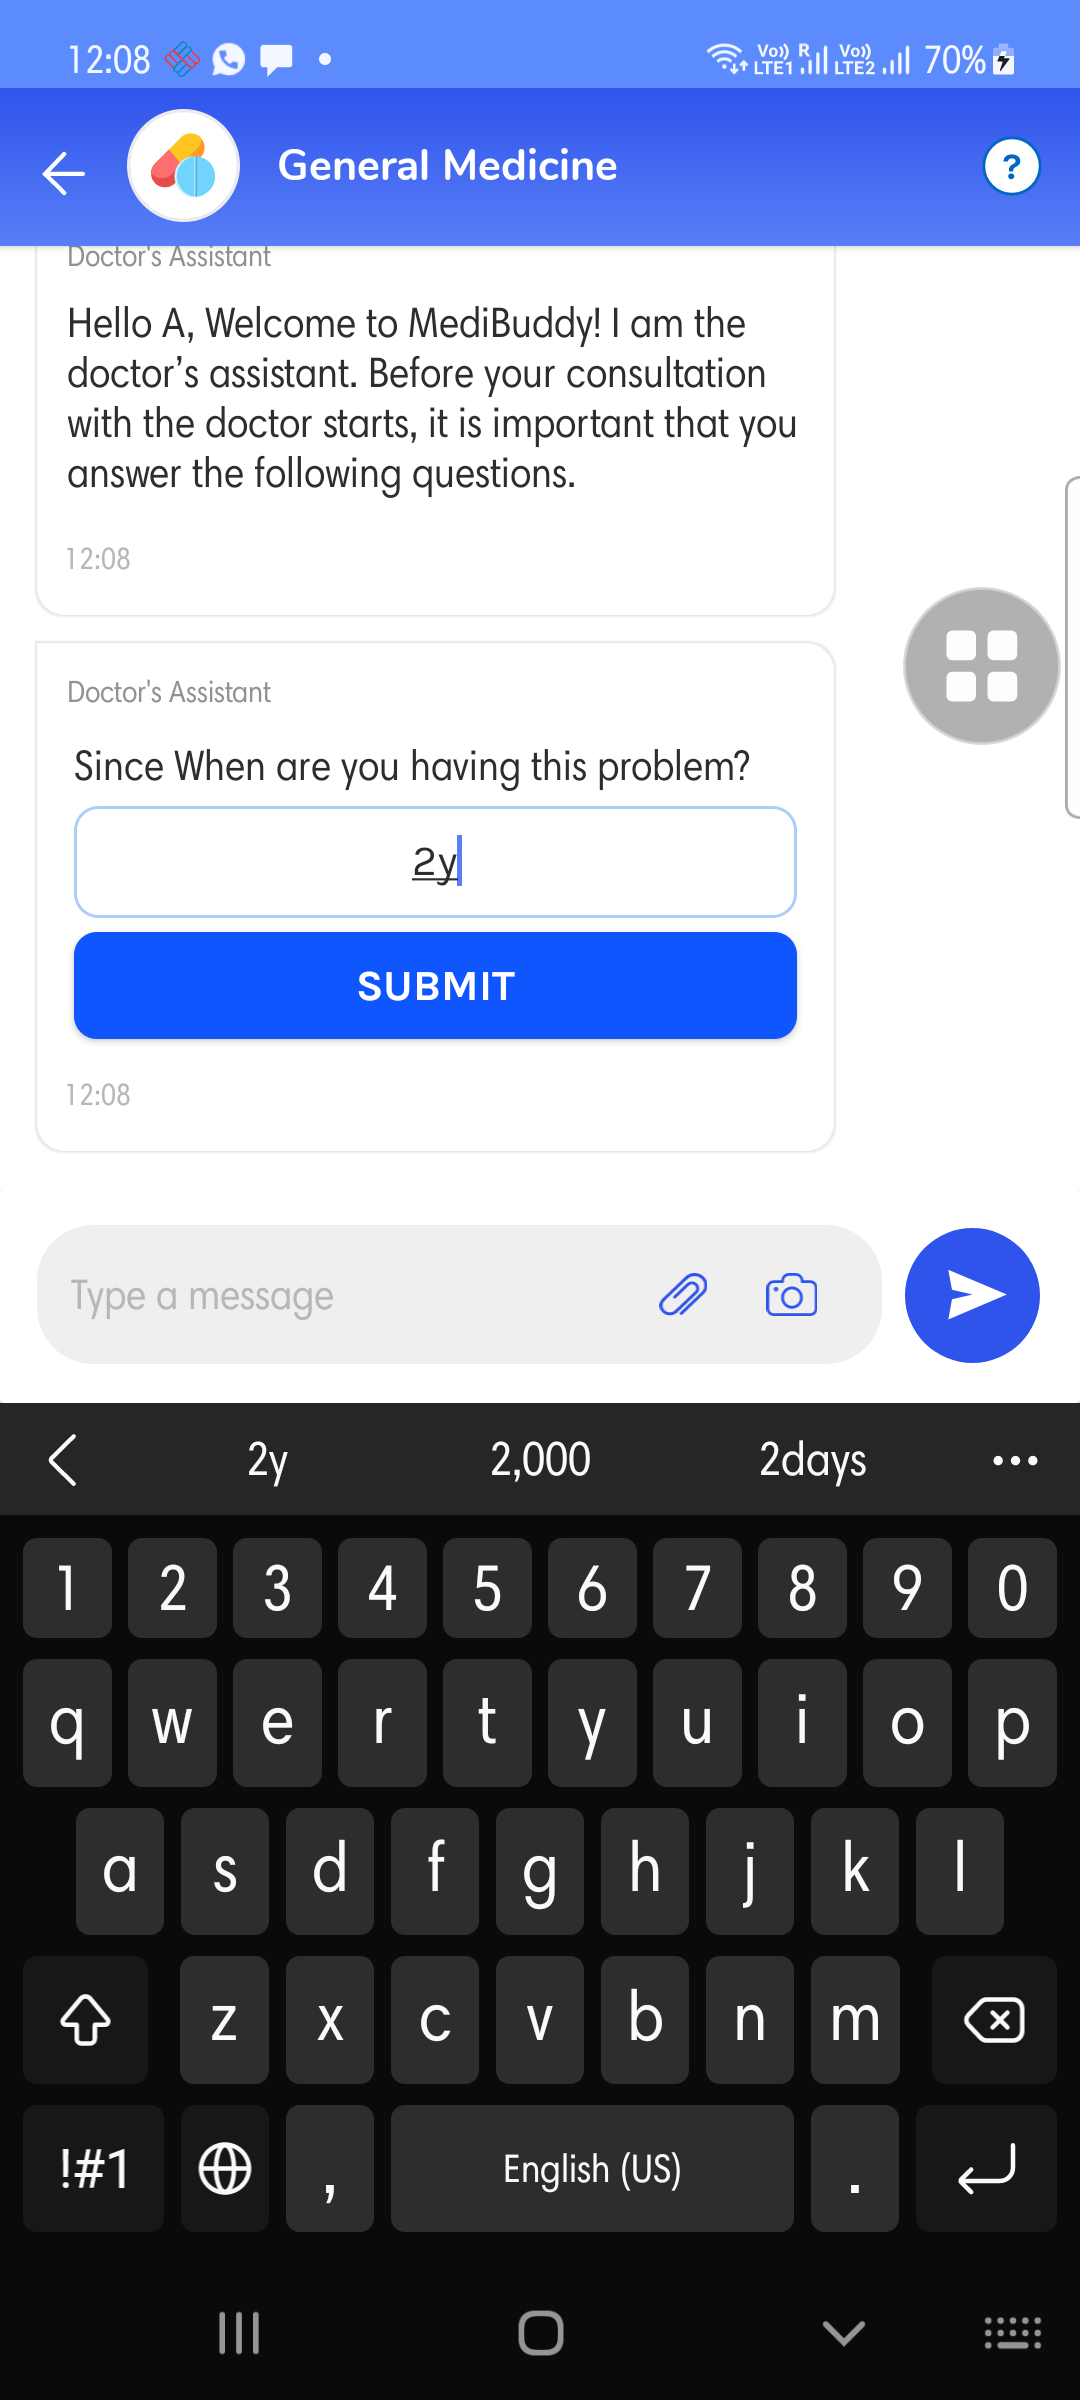 12:08
Vo)) R Vo))
LTE1 LTE2 70%
General Medicine
?
Doctor's Assistant
Hello A, Welcome to MediBuddy! I am the
doctor’s assistant. Before your consultation
with the doctor starts, it is important that you
answer the following questions.
12:08
Doctor's Assistant
Since When are you having this problem?
2y
SUBMIT
12:08
Type a message
2y 2,000 2days
1 2 3 4 5 6 7 8 9 0
q w e r t y u i o p
a s d f g h j k l
z x c v b n m
!#1 , English (US) .